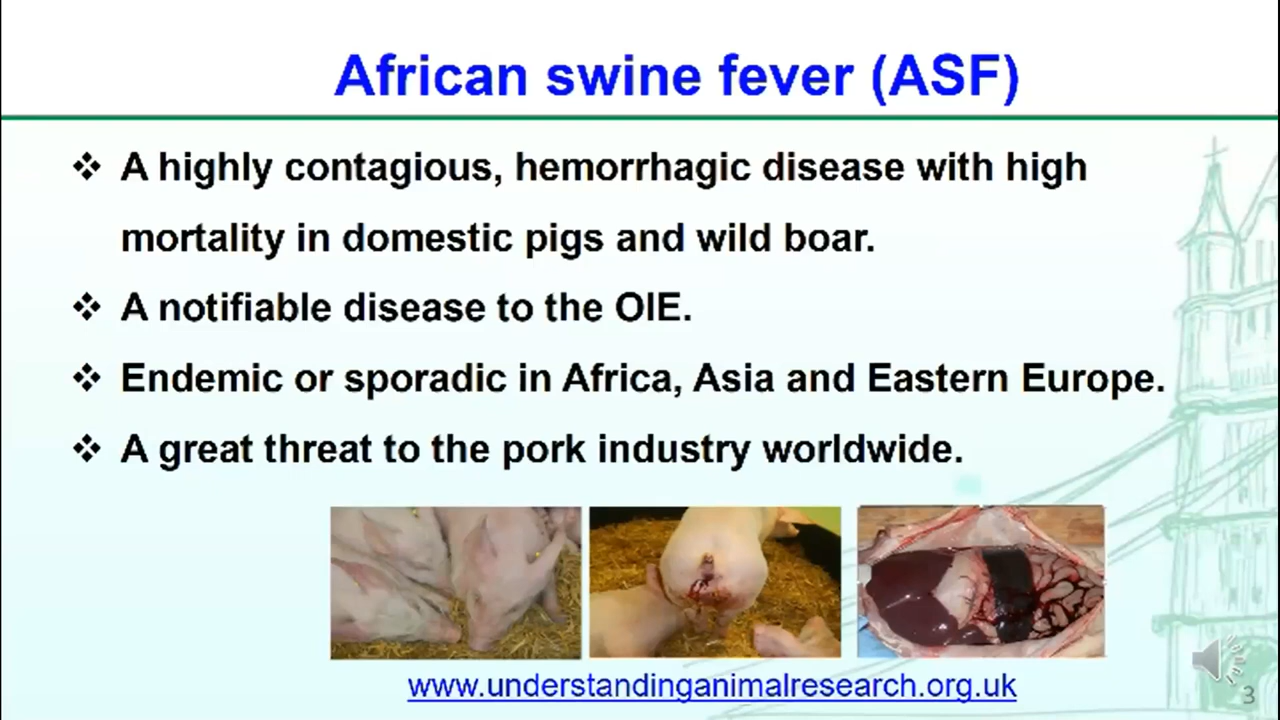 African swine fever (ASF)
❖ A highly contagious, hemorrhagic disease with high
mortality in domestic pigs and wild boar.
❖ A notifiable disease to the OIE.
❖ Endemic or sporadic in Africa, Asia and Eastern Europe.
❖ A great threat to the pork industry worldwide.
www.understandinganimalresearch.org.uk
3